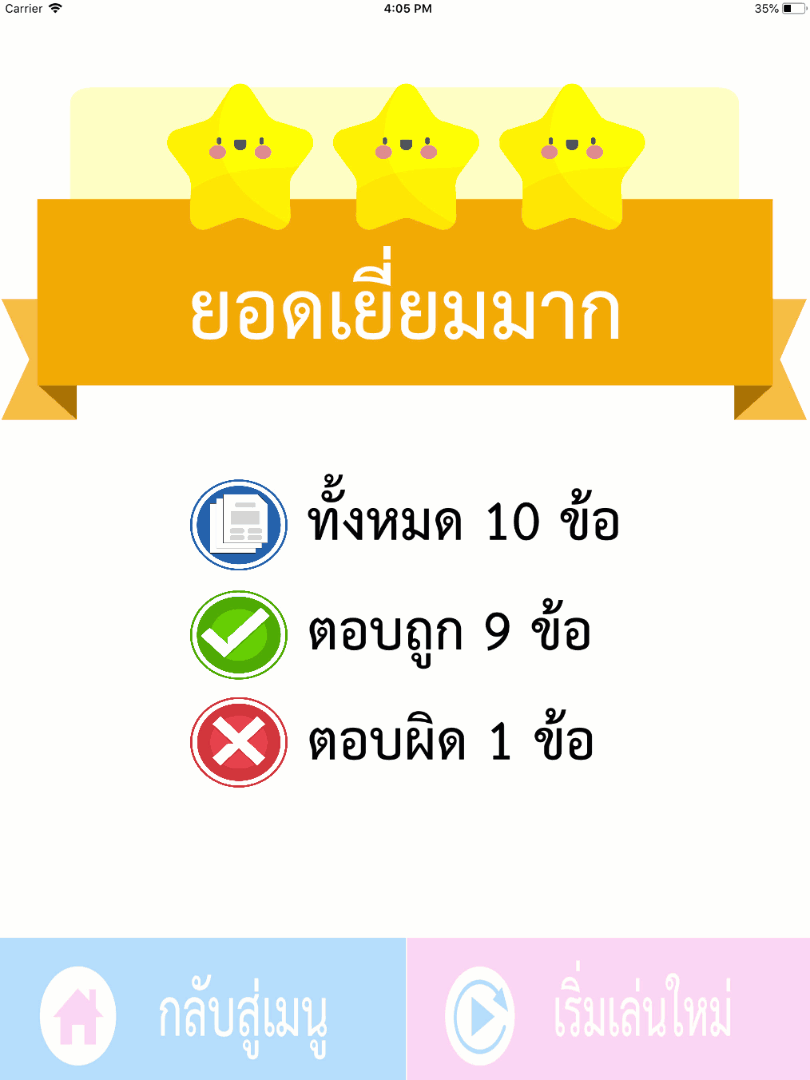 Carrier 4:05 PM 35%
ยอดเยี่ยมมาก
ทั้งหมด 10 ข้อ
ตอบถูก 9 ข้อ
ตอบผิด 1 ข้อ
กลับสู่เมนู เริ่มเล่นใหม่